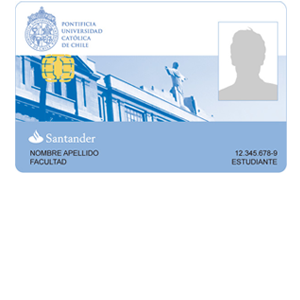 PONTIFICIA
UNIVERSIDAD
CATÓLICA
DE CHILE
Santander
NOMBRE APELLIDO 12.345.678-9
FACULTAD ESTUDIANTE